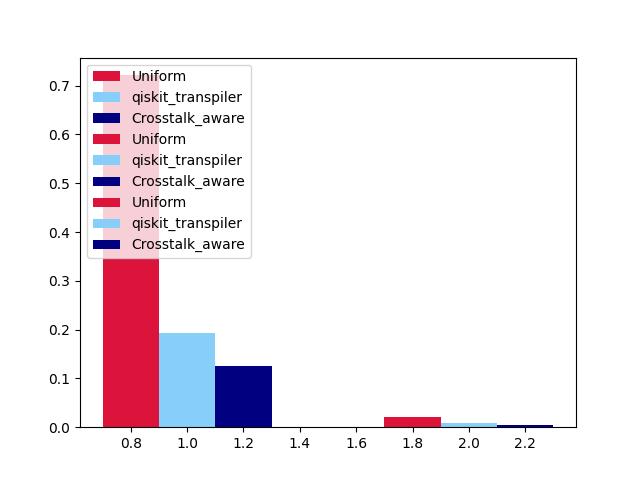 Uniform
qiskit_transpiler
Crosstalk_aware
Uniform
qiskit_transpiler
Crosstalk_aware
Uniform
qiskit_transpiler
Crosstalk_aware
0.7
0.6
0.5
0.4
0.3
0.2
0.1
0.0
0.8 1.0 1.2 1.4 1.6 1.8 2.0 2.2